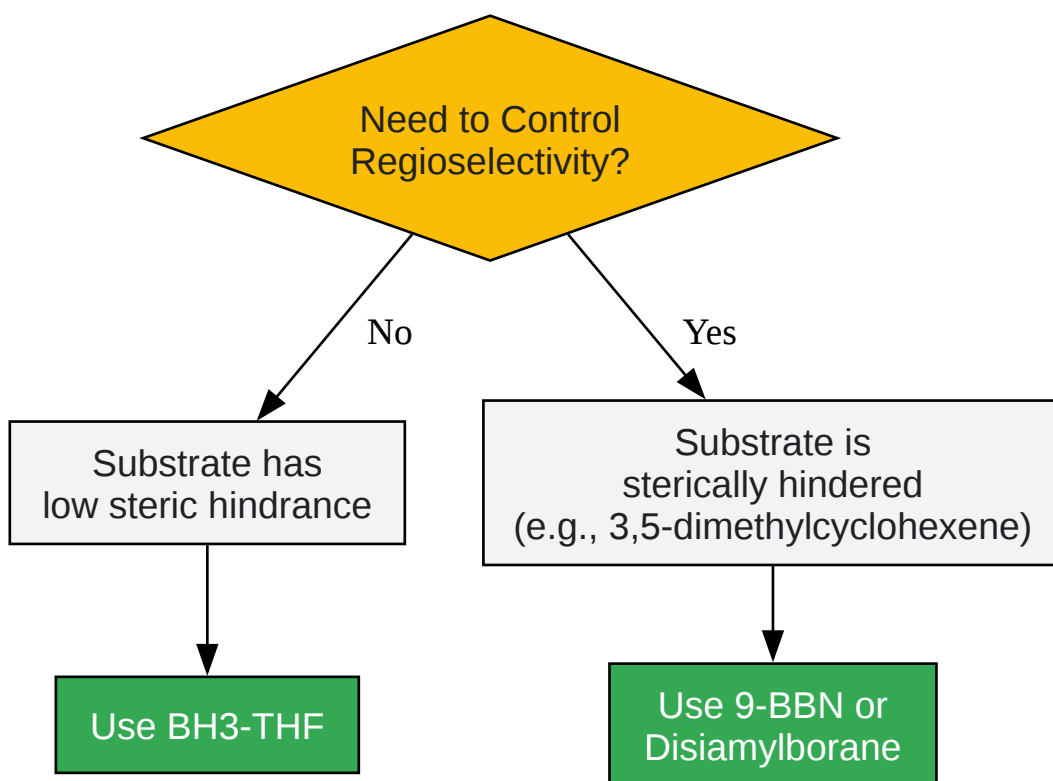 Need to Control
Regioselectivity?
No
Yes
Substrate has
low steric hindrance
Substrate is
sterically hindered
(e.g., 3,5-dimethylcyclohexene)
Use BH3-THF
Use 9-BBN or
Disiamylborane